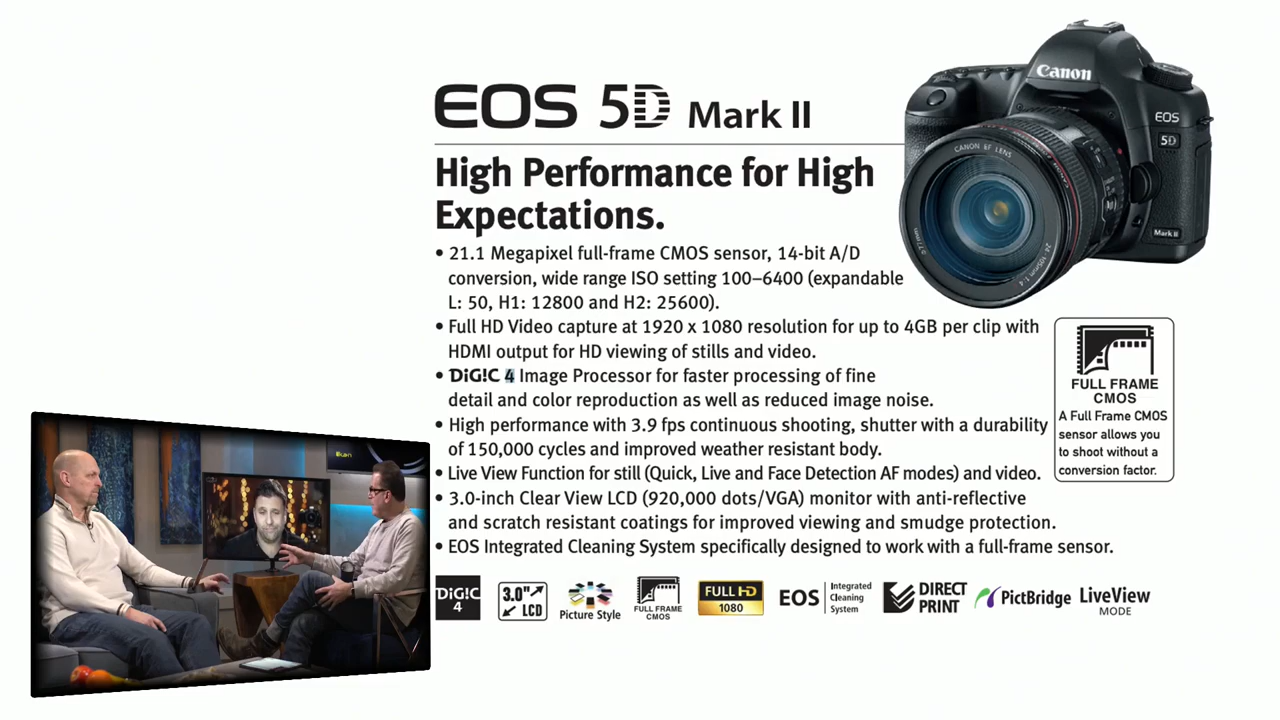 EOS 5D Mark II
High Performance for High
Expectations.
• 21.1 Megapixel full-frame CMOS sensor, 14-bit A/D
conversion, wide range ISO setting 100–6400 (expandable
L: 50, H1: 12800 and H2: 25600).
• Full HD Video capture at 1920 x 1080 resolution for up to 4GB per clip with
HDMI output for HD viewing of stills and video.
• DiG!C 4 Image Processor for faster processing of fine
detail and color reproduction as well as reduced image noise.
• High performance with 3.9 fps continuous shooting, shutter with a durability
of 150,000 cycles and improved weather resistant body.
• Live View Function for still (Quick, Live and Face Detection AF modes) and video.
• 3.0-inch Clear View LCD (920,000 dots/VGA) monitor with anti-reflective
and scratch resistant coatings for improved viewing and smudge protection.
• EOS Integrated Cleaning System specifically designed to work with a full-frame sensor.
Canon
EOS
5D
Mark II
CANON EF LENS
FULL FRAME
CMOS
A Full Frame CMOS
sensor allows you
to shoot without a
conversion factor.
DiG!C
4
3.0"
LCD
Picture Style
FULL FRAME
CMOS
FULL HD
1080
EOS
Integrated
Cleaning
System
DIRECT
PRINT
PictBridge
LiveView
MODE